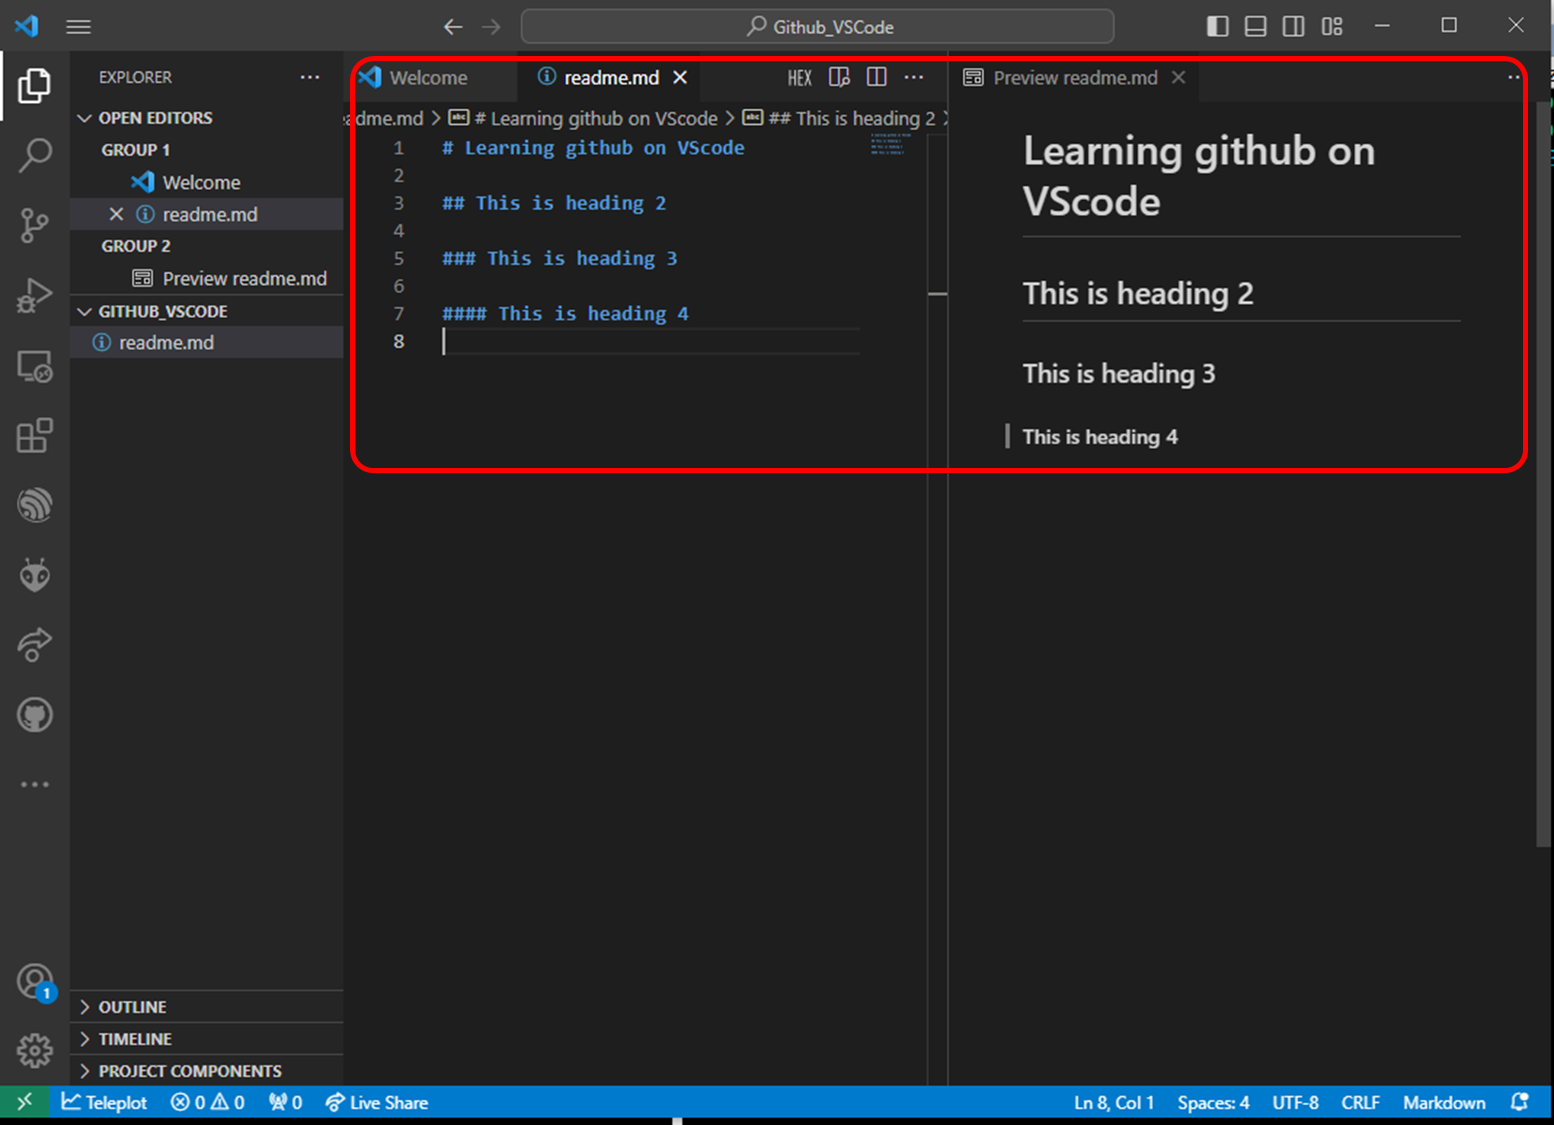 Github_VSCode
EXPLORER
OPEN EDITORS
GROUP 1
Welcome
readme.md
GROUP 2
Preview readme.md
GITHUB_VSCODE
readme.md
OUTLINE
TIMELINE
PROJECT COMPONENTS
Welcome
readme.md
HEX
adme.md > # Learning github on VScode > ## This is heading 2 >
1 # Learning github on VScode
2
3 ## This is heading 2
4
5 ### This is heading 3
6
7 #### This is heading 4
8
Preview readme.md
Learning github on
VScode
This is heading 2
This is heading 3
This is heading 4
1
Teleplot 0 0 0 Live Share Ln 8, Col 1 Spaces: 4 UTF-8 CRLF Markdown